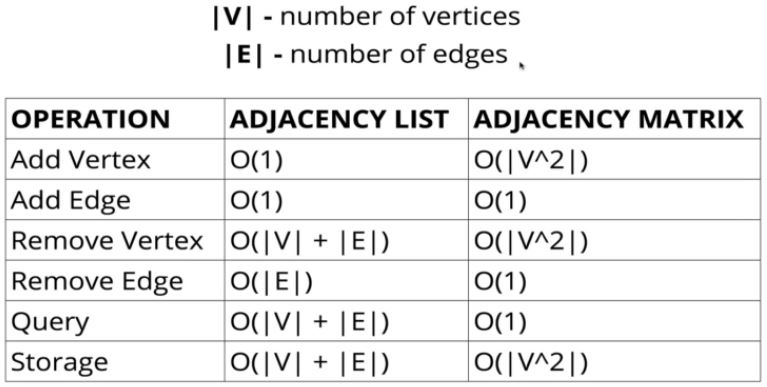 |V| - number of vertices
|E| - number of edges
OPERATION ADJACENCY LIST ADJACENCY MATRIX
Add Vertex O(1) O(|V^2|)
Add Edge O(1) O(1)
Remove Vertex O(|V| + |E|) O(|V^2|)
Remove Edge O(|E|) O(1)
Query O(|V| + |E|) O(1)
Storage O(|V| + |E|) O(|V^2|)